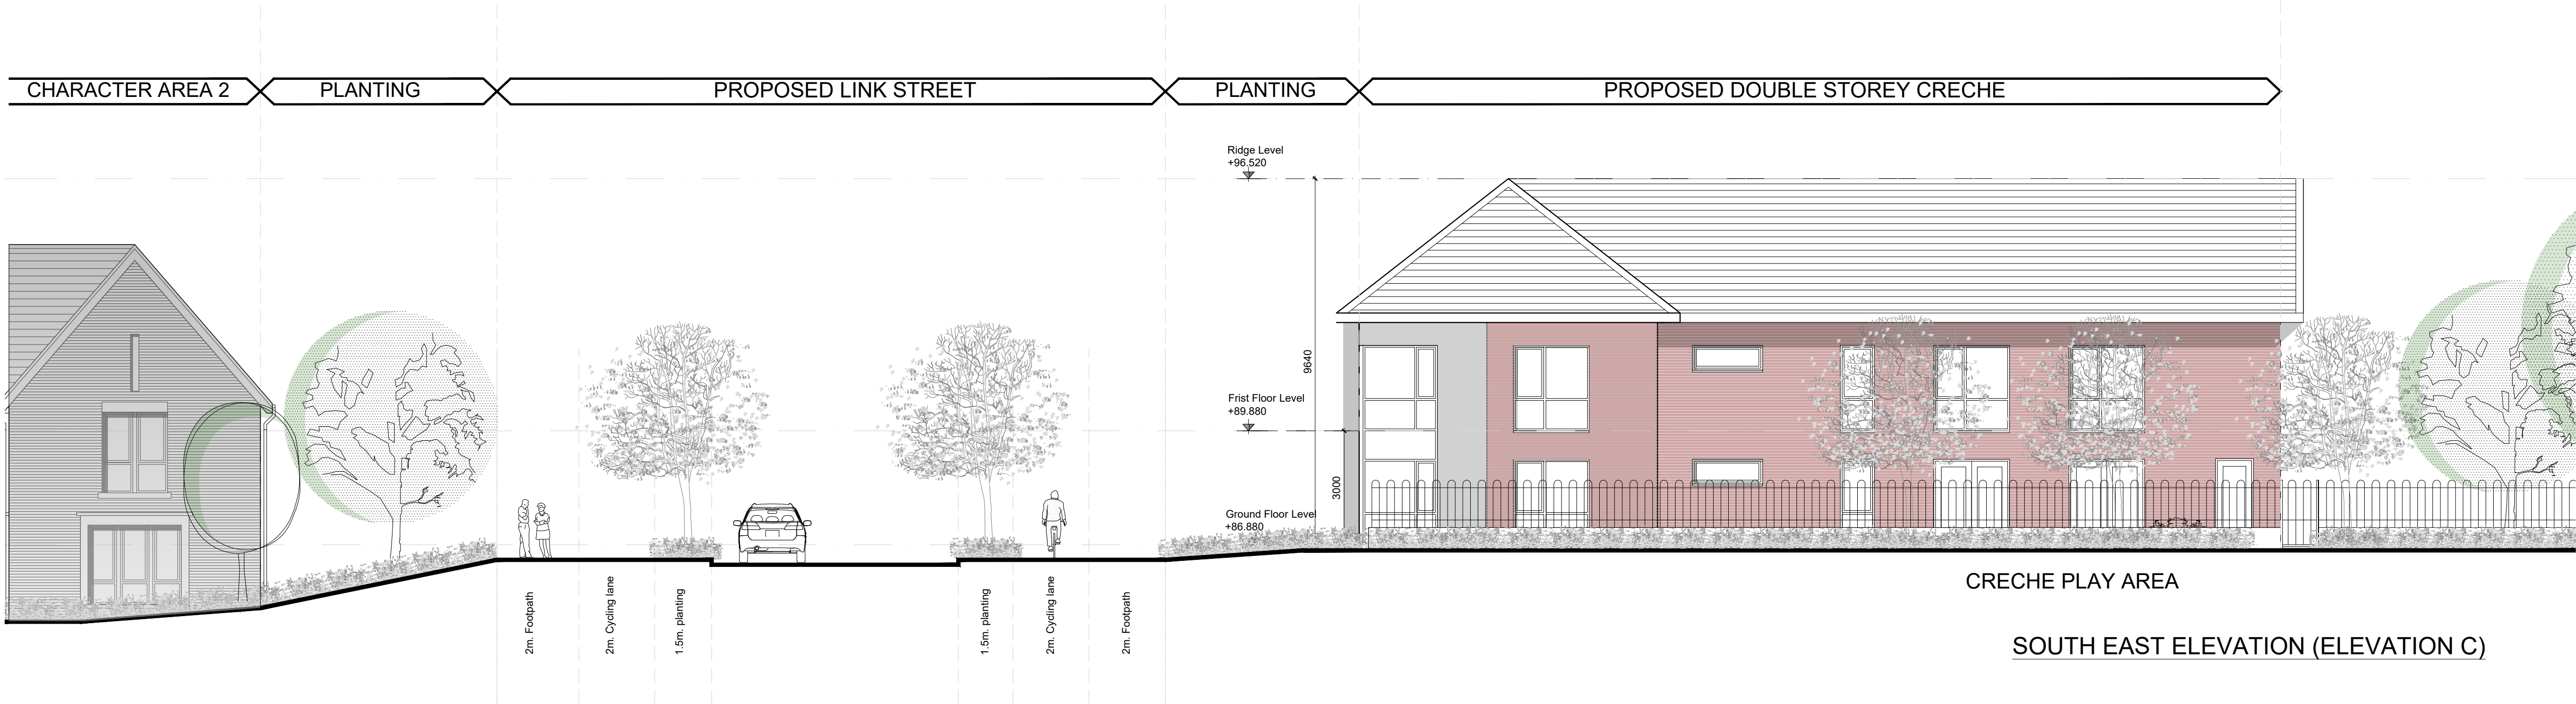 CHARACTER AREA 2
PLANTING
PROPOSED LINK STREET
PLANTING
PROPOSED DOUBLE STOREY CRECHE
Ridge Level
+96.520
9640
Frist Floor Level
+89.880
3000
Ground Floor Level
+86.880
2m. Footpath
2m. Cycling lane
1.5m. planting
1.5m. planting
2m. Cycling lane
2m. Footpath
CRECHE PLAY AREA
SOUTH EAST ELEVATION (ELEVATION C)